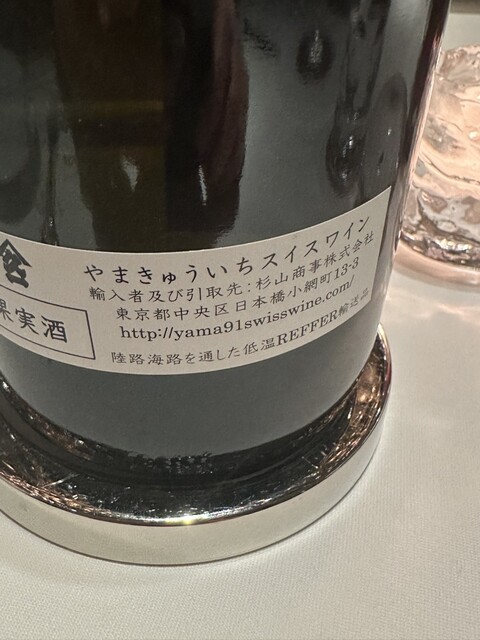 やまきゅういちスイスワイン
輸入者及び引取先:杉山商事株式会社
東京都中央区日本橋小網町13-3
http://yama91swisswine.com/
陸路海路を通した低温REFFER輸送品
果実酒